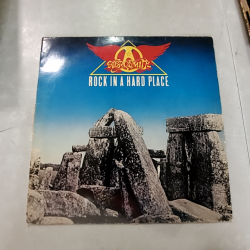 AEROSMITH
ROCK IN A HARD PLACE